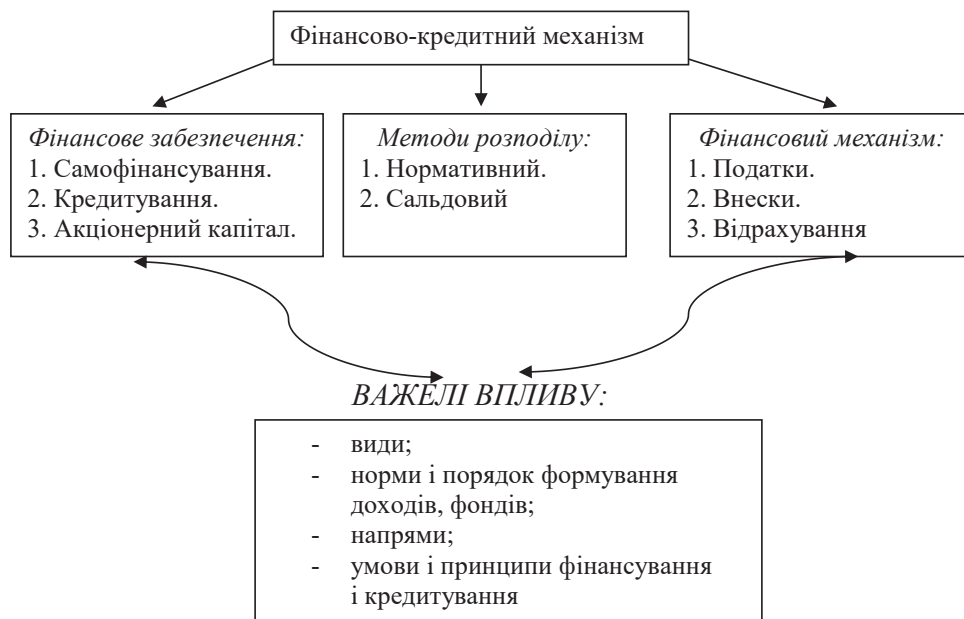 Фінансово-кредитний механізм
Фінансове забезпечення:
1. Самофінансування.
2. Кредитування.
3. Акціонерний капітал.
Методи розподілу:
1. Нормативний.
2. Сальдовий
Фінансовий механізм:
1. Податки.
2. Внески.
3. Відрахування
ВАЖЕЛІ ВПЛИВУ:
- види;
- норми і порядок формування
доходів, фондів;
- напрями;
- умови і принципи фінансування
і кредитування